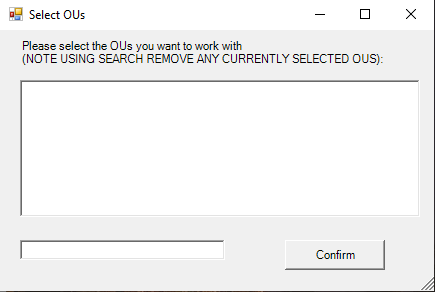 Select OUs
Please select the OUs you want to work with
(NOTE USING SEARCH REMOVE ANY CURRENTLY SELECTED OUS):
Confirm